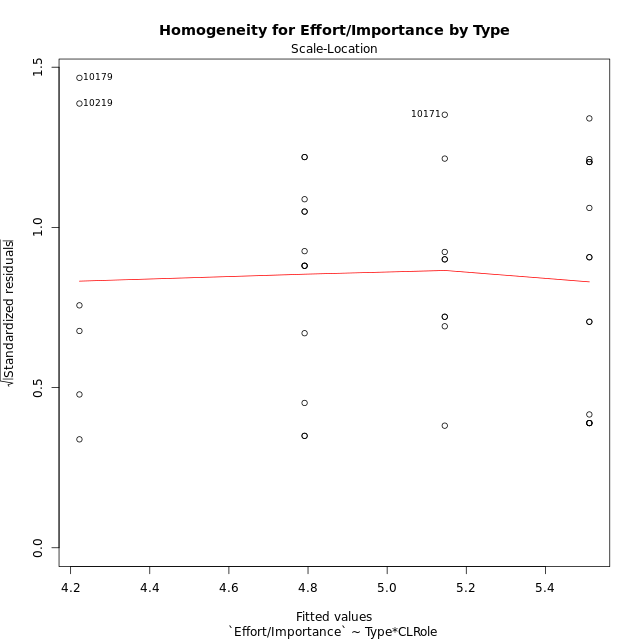 Homogeneity for Effort/Importance by Type
Scale-Location
1.5
1.0
0.5
0.0
√|Standardized residuals|
10179
10219
10171
4.2 4.4 4.6 4.8 5.0 5.2 5.4
Fitted values
`Effort/Importance` ~ Type*CLRole